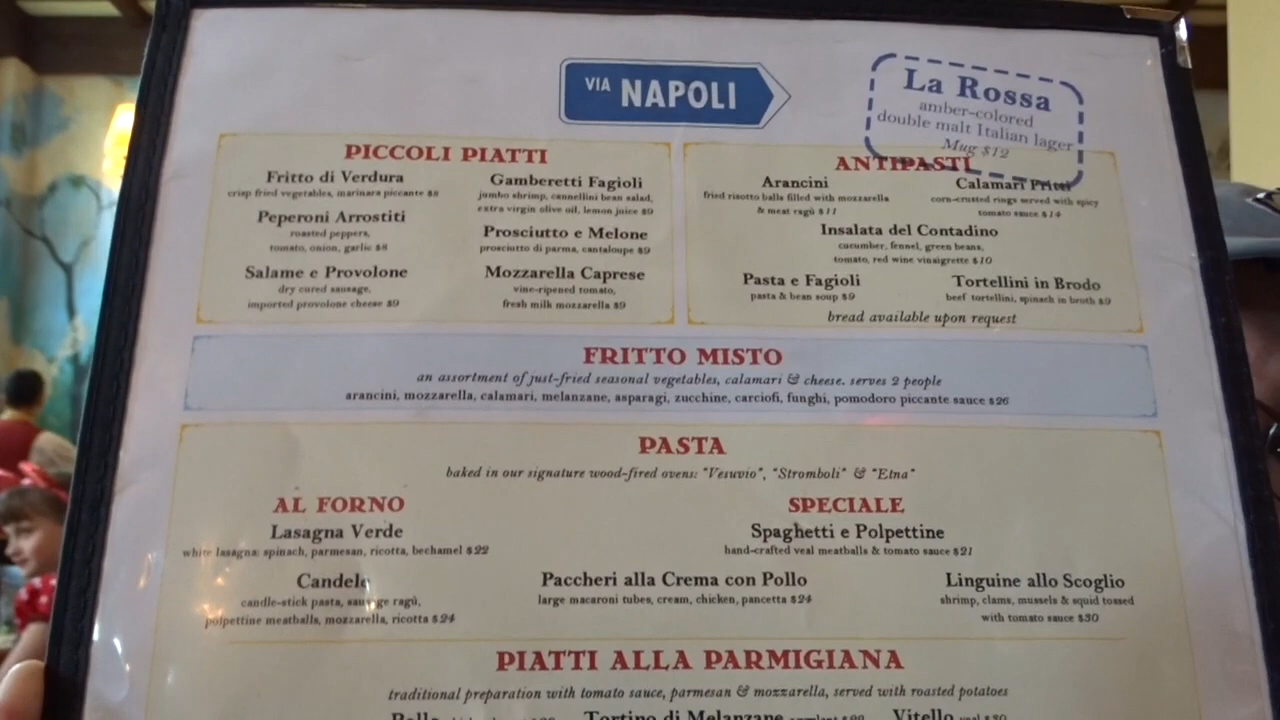 VIA NAPOLI
La Rossa
amber-colored
double malt Italian lager
Mug $12
PICCOLI PIATTI
Fritto di Verdura
crisp fried vegetables, marinara piccante $8
Peperoni Arrostiti
roasted peppers,
tomato, onion, garlic $8
Salame e Provolone
dry cured sausage,
imported provolone cheese $9
Gamberetti Fagioli
jumbo shrimp, cannellini bean salad,
extra virgin olive oil, lemon juice $9
Prosciutto e Melone
prosciutto di parma, cantaloupe $9
Mozzarella Caprese
vine-ripened tomato,
fresh milk mozzarella $9
ANTIPASTI
Arancini
fried risotto balls filled with mozzarella
& meat ragù $11
Calamari Fritti
corn-crusted rings served with spicy
tomato sauce $14
Insalata del Contadino
cucumber, fennel, green beans,
tomato, red wine vinaigrette $10
Pasta e Fagioli
pasta & bean soup $9
Tortellini in Brodo
beef tortellini, spinach in broth $9
bread available upon request
FRITTO MISTO
an assortment of just-fried seasonal vegetables, calamari & cheese. serves 2 people
arancini, mozzarella, calamari, melanzane, asparagi, zucchine, carciofi, funghi, pomodoro piccante sauce $26
PASTA
baked in our signature wood-fired ovens: "Vesuvio", "Stromboli" & "Etna"
AL FORNO
Lasagna Verde
white lasagna: spinach, parmesan, ricotta, bechamel $22
Candele
candle-stick pasta, sausage ragù,
polpettine meatballs, mozzarella, ricotta $24
SPECIALE
Spaghetti e Polpettine
hand-crafted veal meatballs & tomato sauce $21
Paccheri alla Crema con Pollo
large macaroni tubes, cream, chicken, pancetta $24
Linguine allo Scoglio
shrimp, clams, mussels & squid tossed
with tomato sauce $30
PIATTI ALLA PARMIGIANA
traditional preparation with tomato sauce, parmesan & mozzarella, served with roasted potatoes
Pollo Tortino di Melanzane Vitello